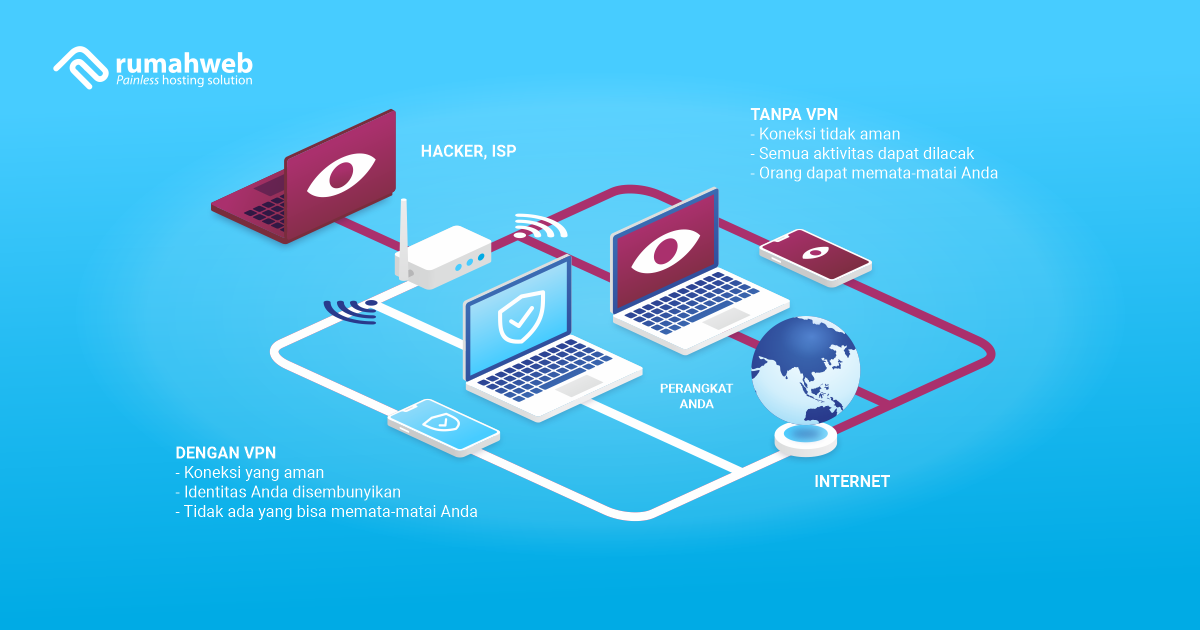 rumahweb
Painless hosting solution
HACKER, ISP
TANPA VPN
- Koneksi tidak aman
- Semua aktivitas dapat dilacak
- Orang dapat memata-matai Anda
PERANGKAT
ANDA
DENGAN VPN
- Koneksi yang aman
- Identitas Anda disembunyikan
- Tidak ada yang bisa memata-matai Anda
INTERNET